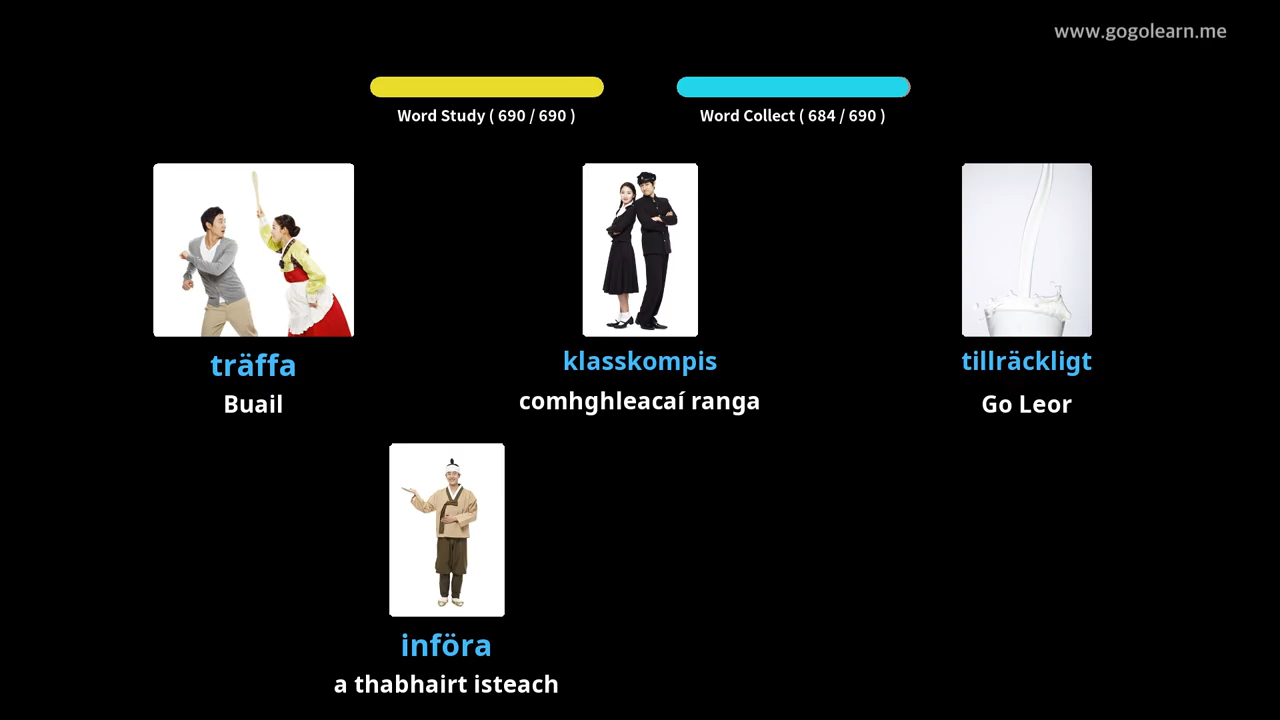 www.gogolearn.me
Word Study ( 690 / 690 )
Word Collect ( 684 / 690 )
träffa
Buail
klasskompis
comhghleacaí ranga
tillräckligt
Go Leor
införa
a thabhairt isteach